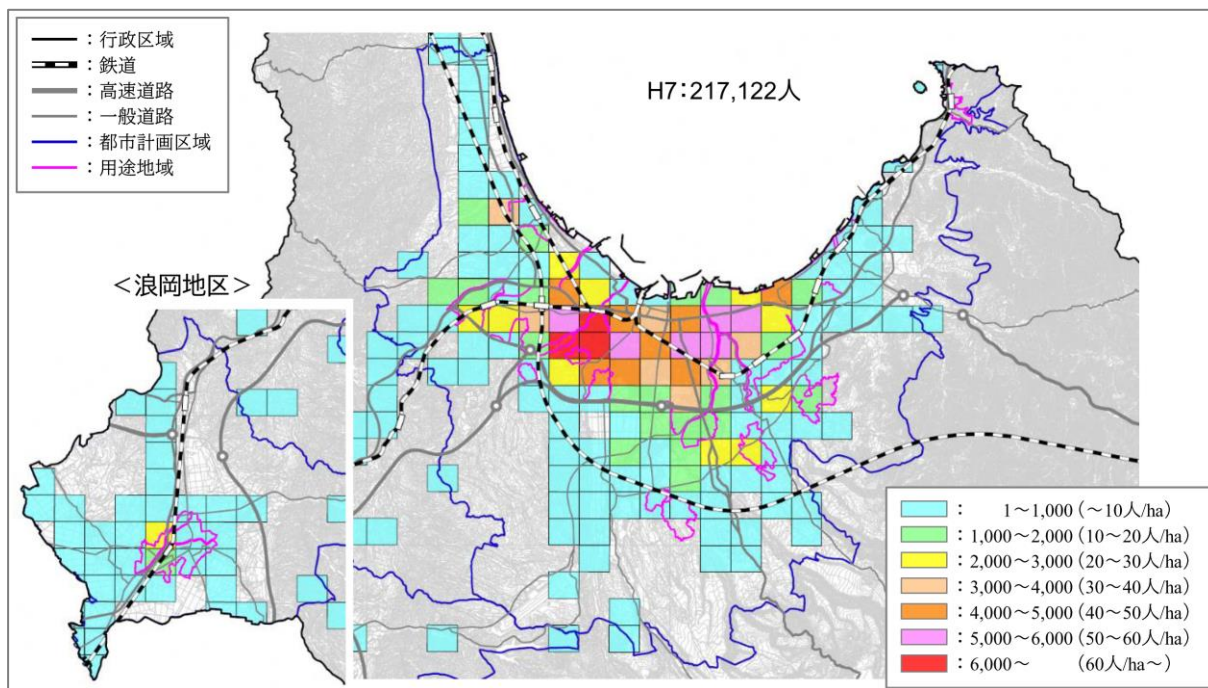 ：行政区域
：鉄道
：高速道路
：一般道路
：都市計画区域
：用途地域
H7：217,122人
＜浪岡地区＞
： 1～1,000（～10人/ha）
：1,000～2,000（10～20人/ha）
：2,000～3,000（20～30人/ha）
：3,000～4,000（30～40人/ha）
：4,000～5,000（40～50人/ha）
：5,000～6,000（50～60人/ha）
：6,000～ （60人/ha～）